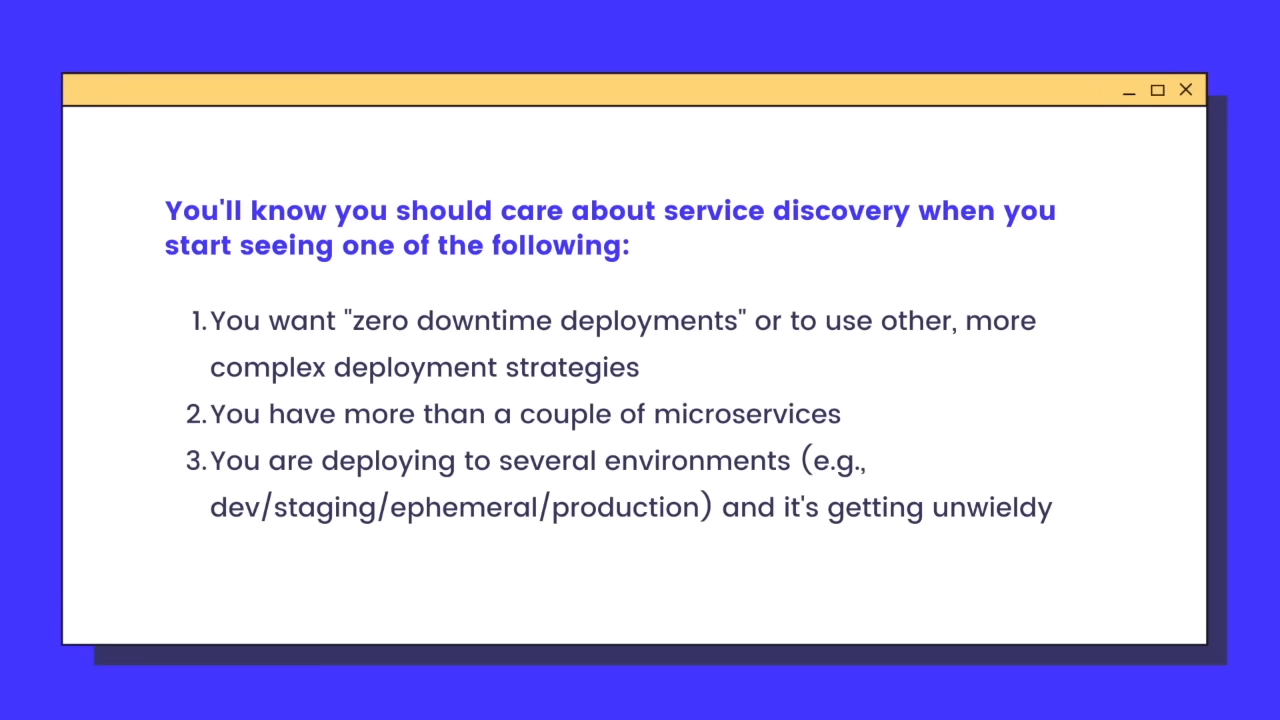 You'll know you should care about service discovery when you
start seeing one of the following:
1. You want "zero downtime deployments" or to use other, more
complex deployment strategies
2. You have more than a couple of microservices
3. You are deploying to several environments (e.g.,
dev/staging/ephemeral/production) and it's getting unwieldy